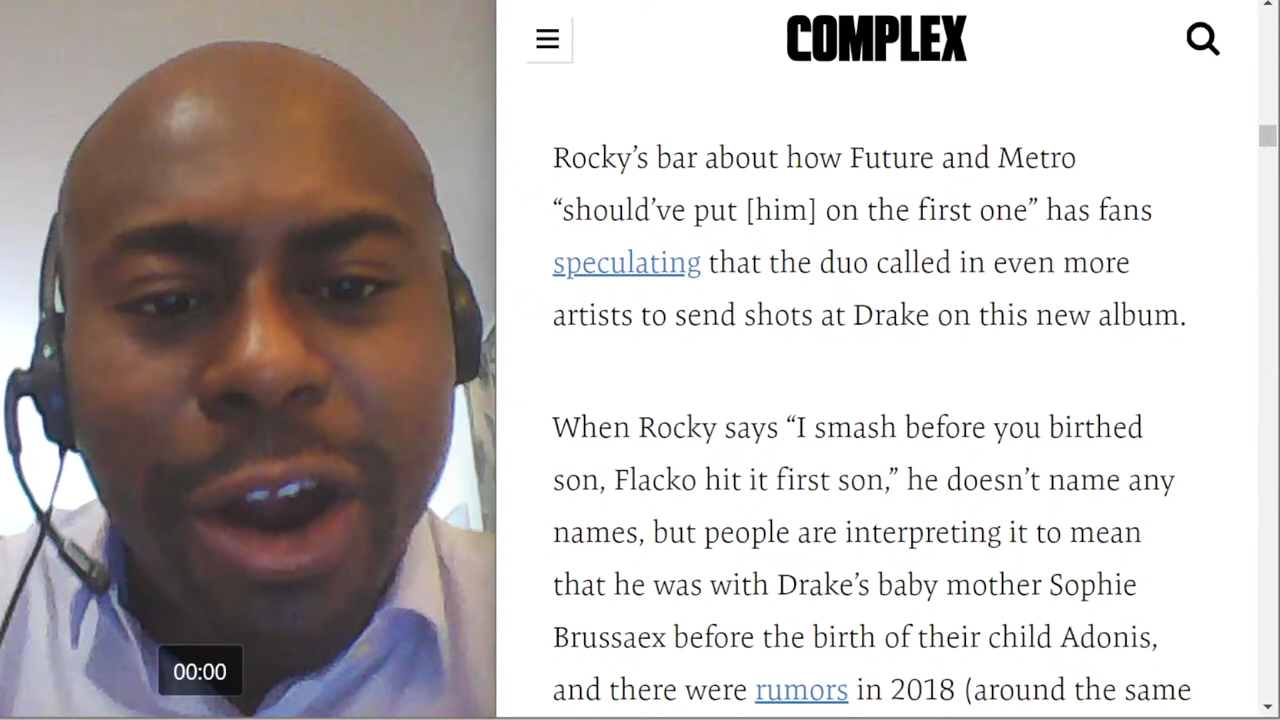 COMPLEX
Rocky’s bar about how Future and Metro
“should’ve put [him] on the first one” has fans
speculating that the duo called in even more
artists to send shots at Drake on this new album.
When Rocky says “I smash before you birthed
son, Flacko hit it first son,” he doesn’t name any
names, but people are interpreting it to mean
that he was with Drake’s baby mother Sophie
Brussaex before the birth of their child Adonis,
and there were rumors in 2018 (around the same
00:00